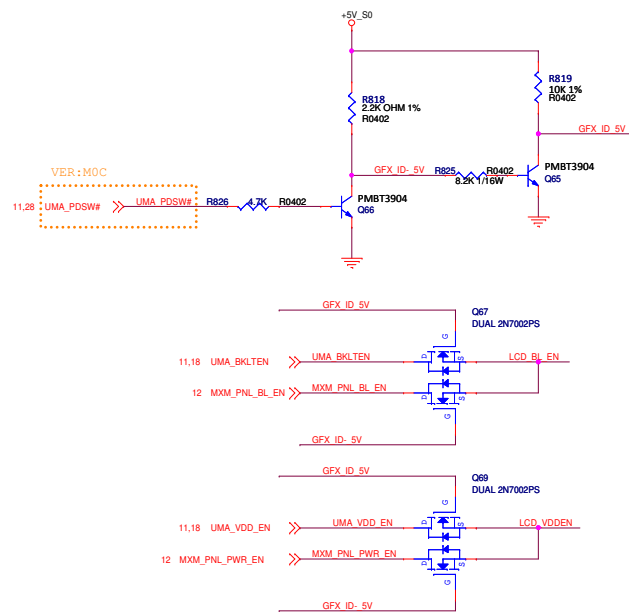 +5V_S0
R818
2.2K OHM 1%
R0402
R819
10K 1%
R0402
GFX_ID_5V
VER:M0C
GFX_ID-_5V
R825
R0402
8.2K 1/16W
PMBT3904
Q65
11,28
UMA_PDSW#
UMA_PDSW#
R826
4.7K
R0402
PMBT3904
Q66
GFX_ID_5V
Q67
DUAL 2N7002PS
G
11,18
UMA_BKLTEN
UMA_BKLTEN
D
S
LCD_BL_EN
12
MXM_PNL_BL_EN
MXM_PNL_BL_EN
D
S
G
GFX_ID-_5V
GFX_ID_5V
Q69
DUAL 2N7002PS
G
11,18
UMA_VDD_EN
UMA_VDD_EN
D
S
LCD_VDDEN
12
MXM_PNL_PWR_EN
MXM_PNL_PWR_EN
D
S
G
GFX_ID-_5V